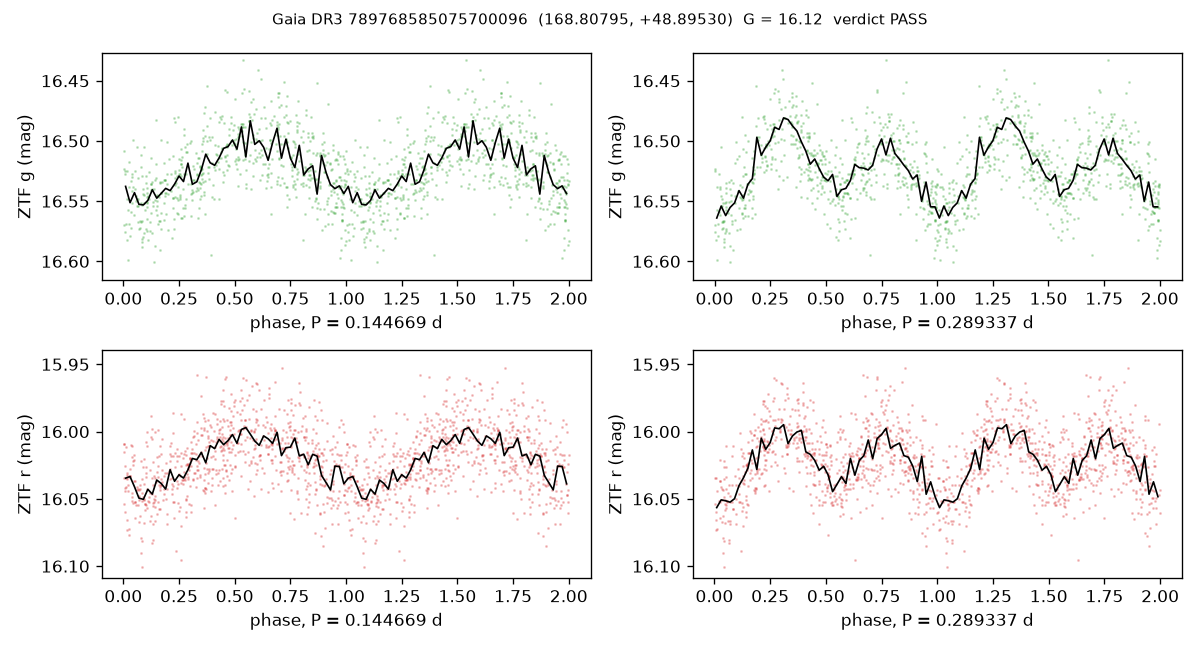 Gaia DR3 789768585075700096 (168.80795, +48.89530) G = 16.12 verdict PASS
ZTF g (mag)
16.45
16.50
16.55
16.60
0.00 0.25 0.50 0.75 1.00 1.25 1.50 1.75 2.00
phase, P = 0.144669 d
ZTF g (mag)
16.45
16.50
16.55
16.60
0.00 0.25 0.50 0.75 1.00 1.25 1.50 1.75 2.00
phase, P = 0.289337 d
ZTF r (mag)
15.95
16.00
16.05
16.10
0.00 0.25 0.50 0.75 1.00 1.25 1.50 1.75 2.00
phase, P = 0.144669 d
ZTF r (mag)
15.95
16.00
16.05
16.10
0.00 0.25 0.50 0.75 1.00 1.25 1.50 1.75 2.00
phase, P = 0.289337 d